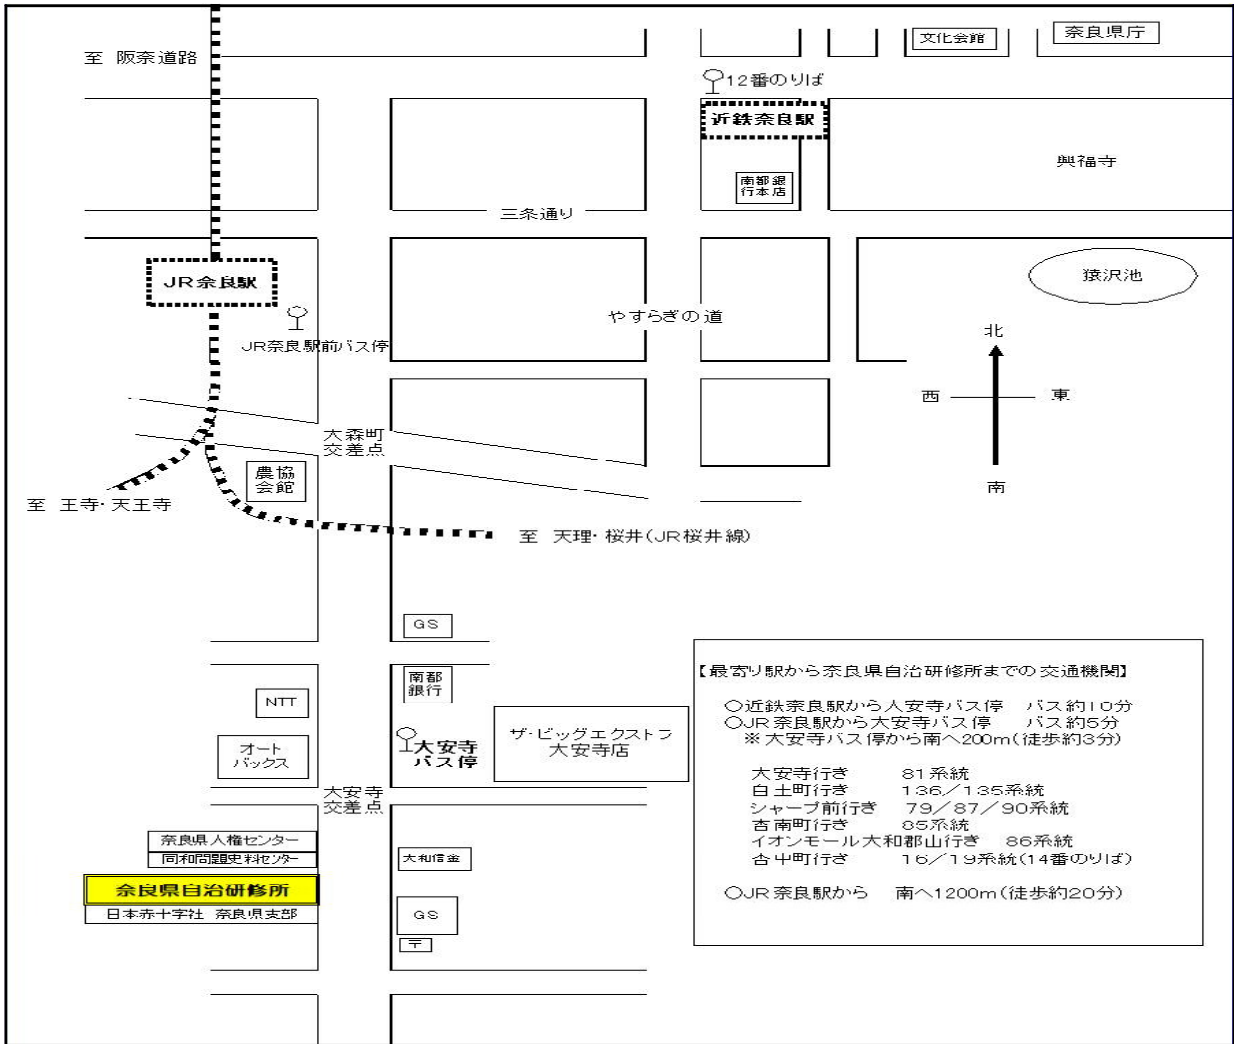 至 阪奈道路
文化会館
奈良県庁
12番のりば
近鉄奈良駅
興福寺
南都銀
行本店
三条通り
JR奈良駅
猿沢池
やすらぎの道
JR奈良駅前バス停
北
西
東
南
大森町
交差点
農協
会館
至 王寺・天王寺
至 天理・桜井(JR桜井線)
GS
南都
銀行
NTT
オート
バックス
大安寺
バス停
ザ・ビッグエクストラ
大安寺店
大安寺
交差点
奈良県人権センター
同和問題史料センター
奈良県自治研修所
日本赤十字社 奈良県支部
大和信金
GS
〒
【最寄り駅から奈良県自治研修所までの交通機関】
○近鉄奈良駅から大安寺バス停 バス約10分
○JR奈良駅から大安寺バス停 バス約5分
※大安寺バス停から南へ200m(徒歩約3分)
大安寺行き 81系統
白土町行き 136/135系統
シャープ前行き 79/87/90系統
杏南町行き 85系統
イオンモール大和郡山行き 86系統
杏中町行き 16/19系統(14番のりば)
○JR奈良駅から 南へ1200m(徒歩約20分)